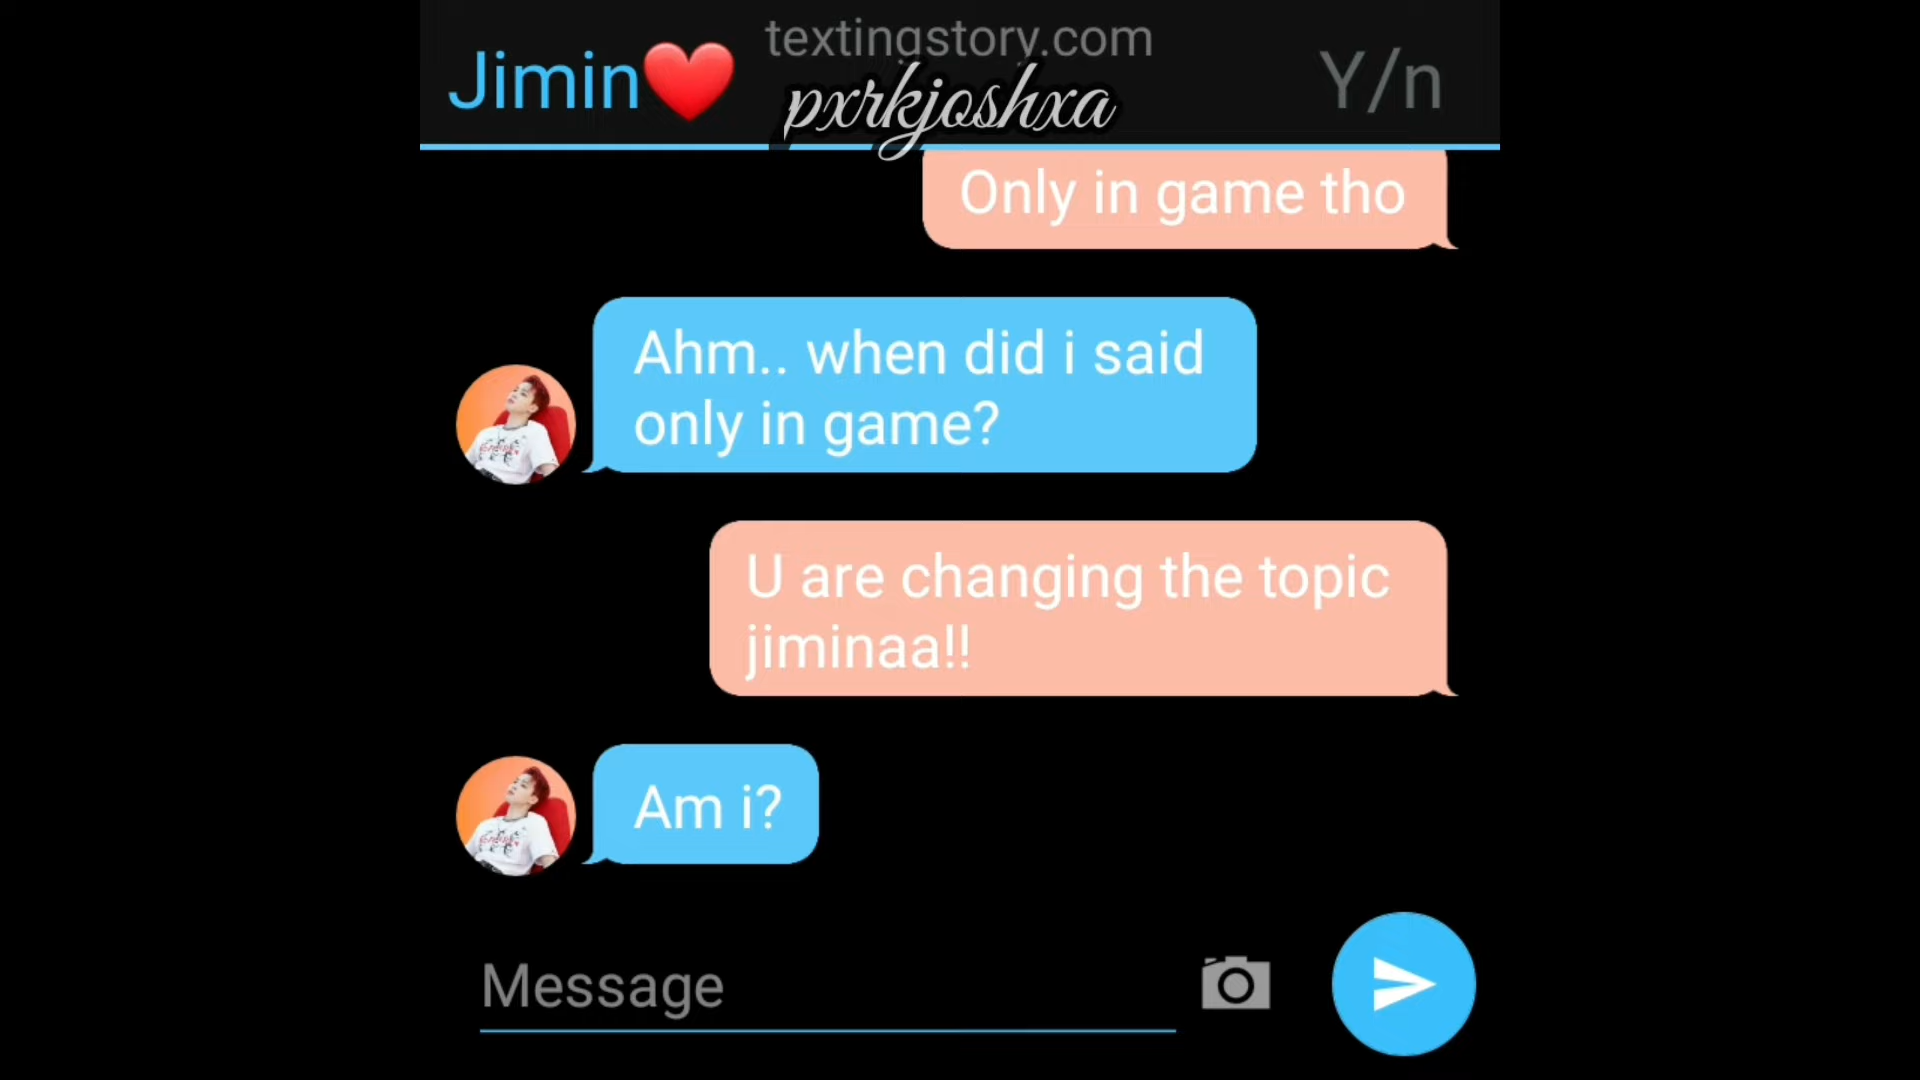 textingstory.com
Jimin❤️
Y/n
pxrkjoshxa
Only in game tho
Ahm.. when did i said
only in game?
U are changing the topic
jiminaa!!
Am i?
Message